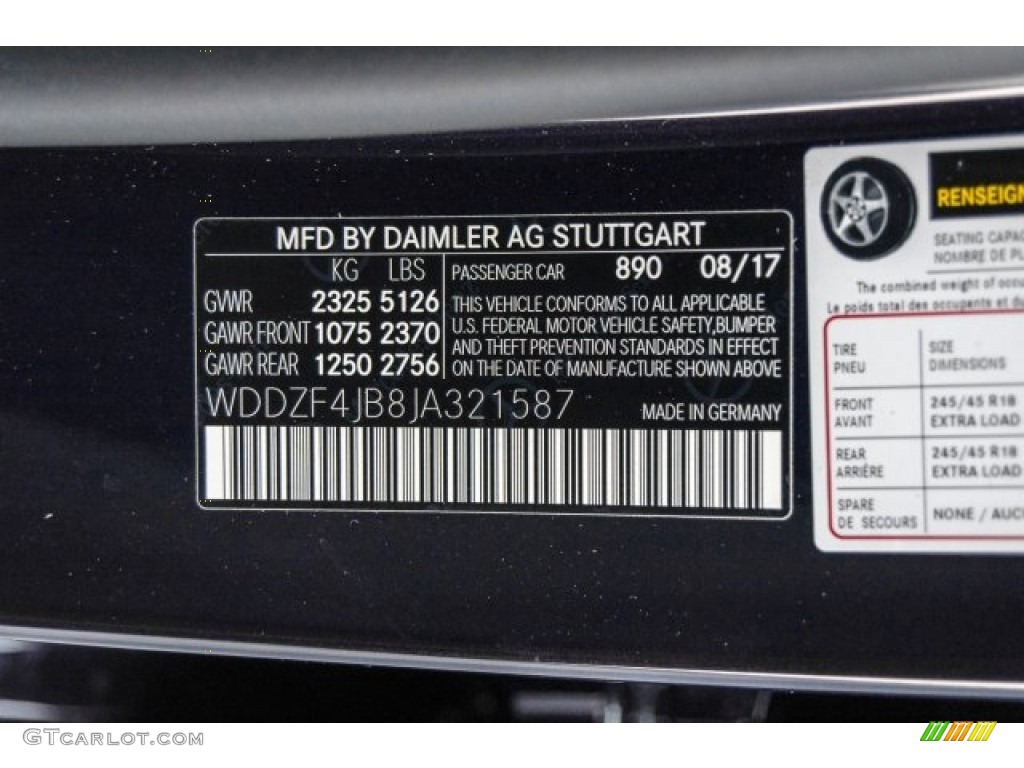 MFD BY DAIMLER AG STUTTGART
KG LBS
GVWR 2325 5126
GAWR FRONT 1075 2370
GAWR REAR 1250 2756
PASSENGER CAR 890 08/17
THIS VEHICLE CONFORMS TO ALL APPLICABLE
U.S. FEDERAL MOTOR VEHICLE SAFETY,BUMPER
AND THEFT PREVENTION STANDARDS IN EFFECT
ON THE DATE OF MANUFACTURE SHOWN ABOVE
WDDZF4JB8JA321587
MADE IN GERMANY
RENSEIGN
SEATING CAPAC
NOMBRE DE PL
The combined weight of occu
Le poids total des occupants et du
TIRE SIZE
PNEU DIMENSIONS
FRONT 245/45 R18
AVANT EXTRA LOAD
REAR 245/45 R18
ARRIÈRE EXTRA LOAD
SPARE
DE SECOURS NONE / AUCU
GTCARLOT.COM